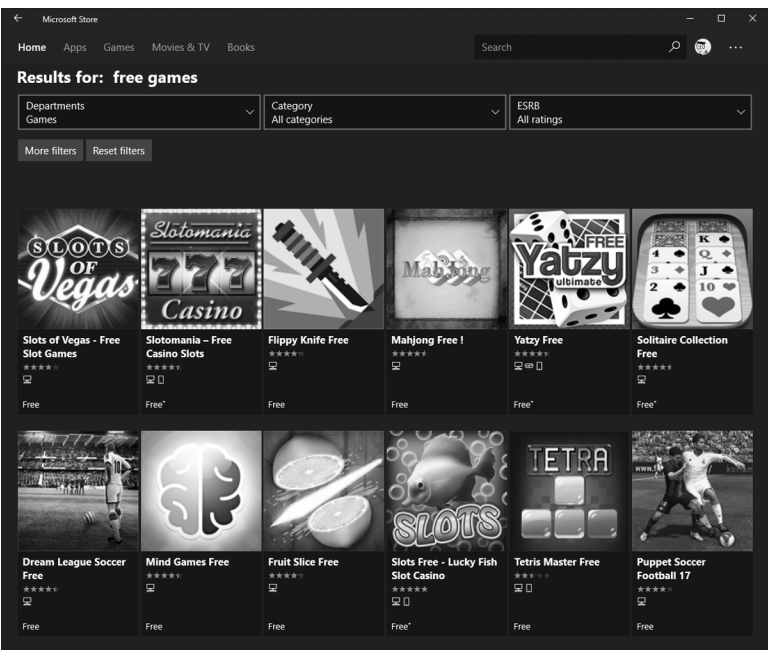 Microsoft Store
Home Apps Games Movies & TV Books Search
Results for: free games
Departments
Games
Category
All categories
ESRB
All ratings
More filters Reset filters
SLOTS
OF
Vegas
Slotomania
777
Casino
Mahjong
FREE
Yatzy
ultimate
K
4 Q
3 J
2 10
Slots of Vegas - Free
Slot Games
Free
Slotomania – Free
Casino Slots
Free*
Flippy Knife Free
Free
Mahjong Free !
Free
Yatzy Free
Free*
Solitaire Collection
Free
Free*
10
SLOTS
TETRA
www.f
Dream League Soccer
Free
Free
Mind Games Free
Free
Fruit Slice Free
Free
Slots Free - Lucky Fish
Slot Casino
Free*
Tetris Master Free
Free
Puppet Soccer
Football 17
Free